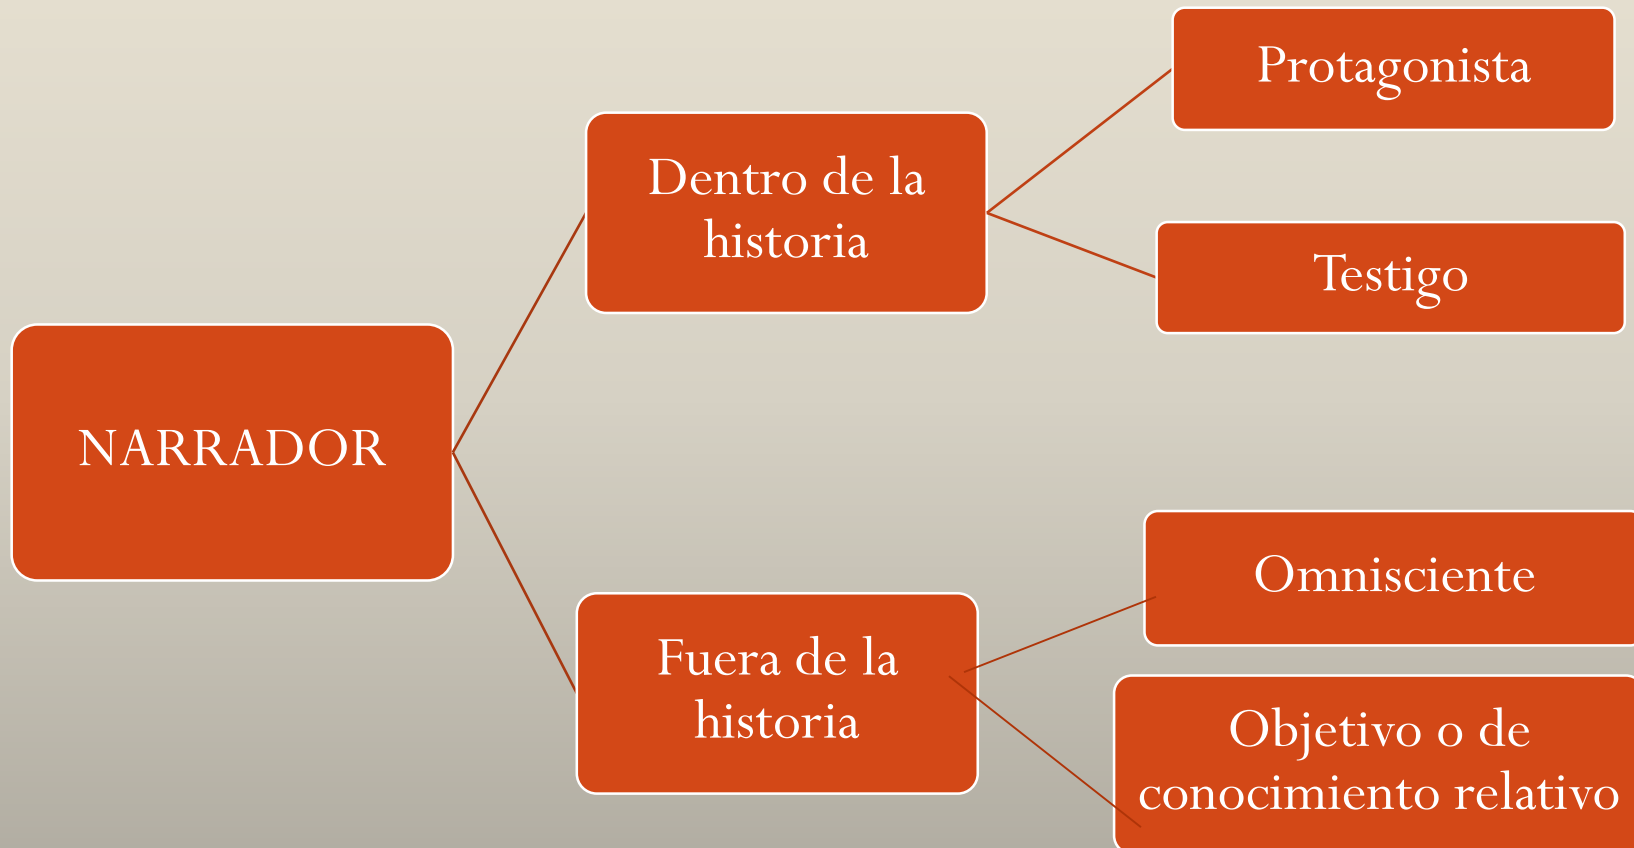 NARRADOR
Dentro de la
historia
Protagonista
Testigo
Fuera de la
historia
Omnisciente
Objetivo o de
conocimiento relativo